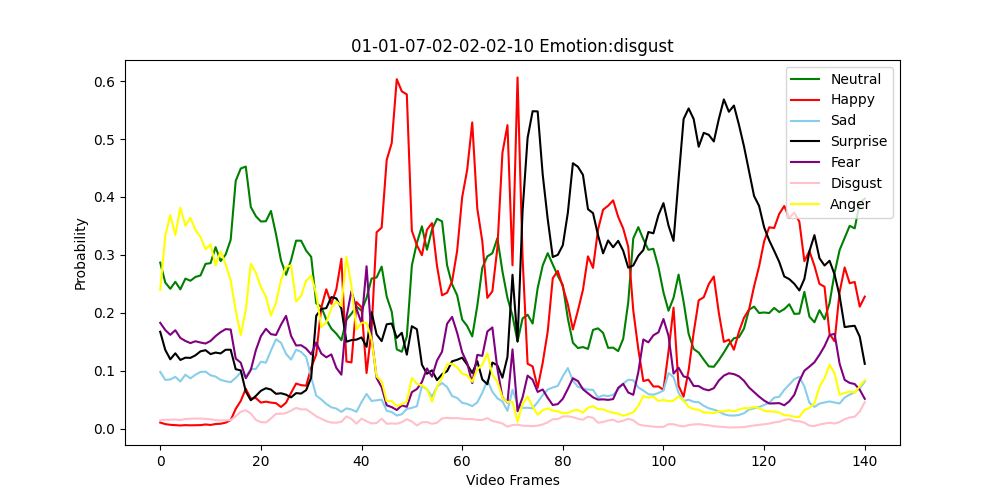 01-01-07-02-02-02-10 Emotion:disgust
Probability
0.6
0.5
0.4
0.3
0.2
0.1
0.0
Neutral
Happy
Sad
Surprise
Fear
Disgust
Anger
0 20 40 60 80 100 120 140
Video Frames